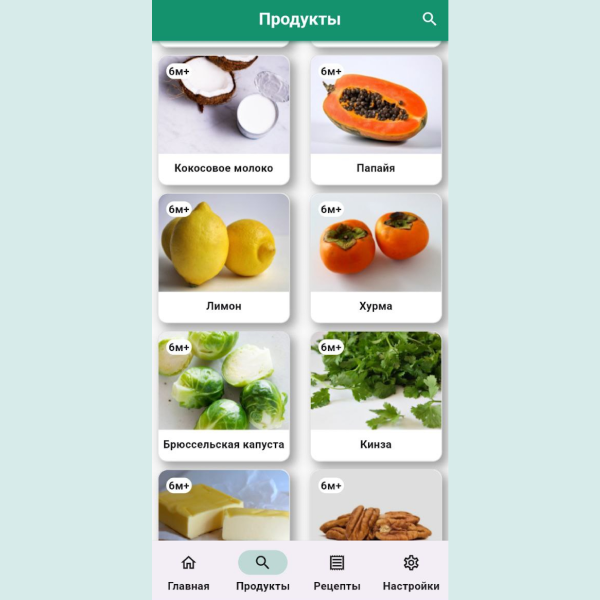 Продукты
6м+
6м+
Кокосовое молоко
Папайя
6м+
6м+
Лимон
Хурма
6м+
6м+
Брюссельская капуста
Кинза
6м+
6м+
Главная
Продукты
Рецепты
Настройки